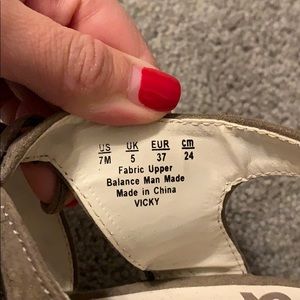 US UK EUR cm
7M 5 37 24
Fabric Upper
Balance Man Made
Made in China
VICKY